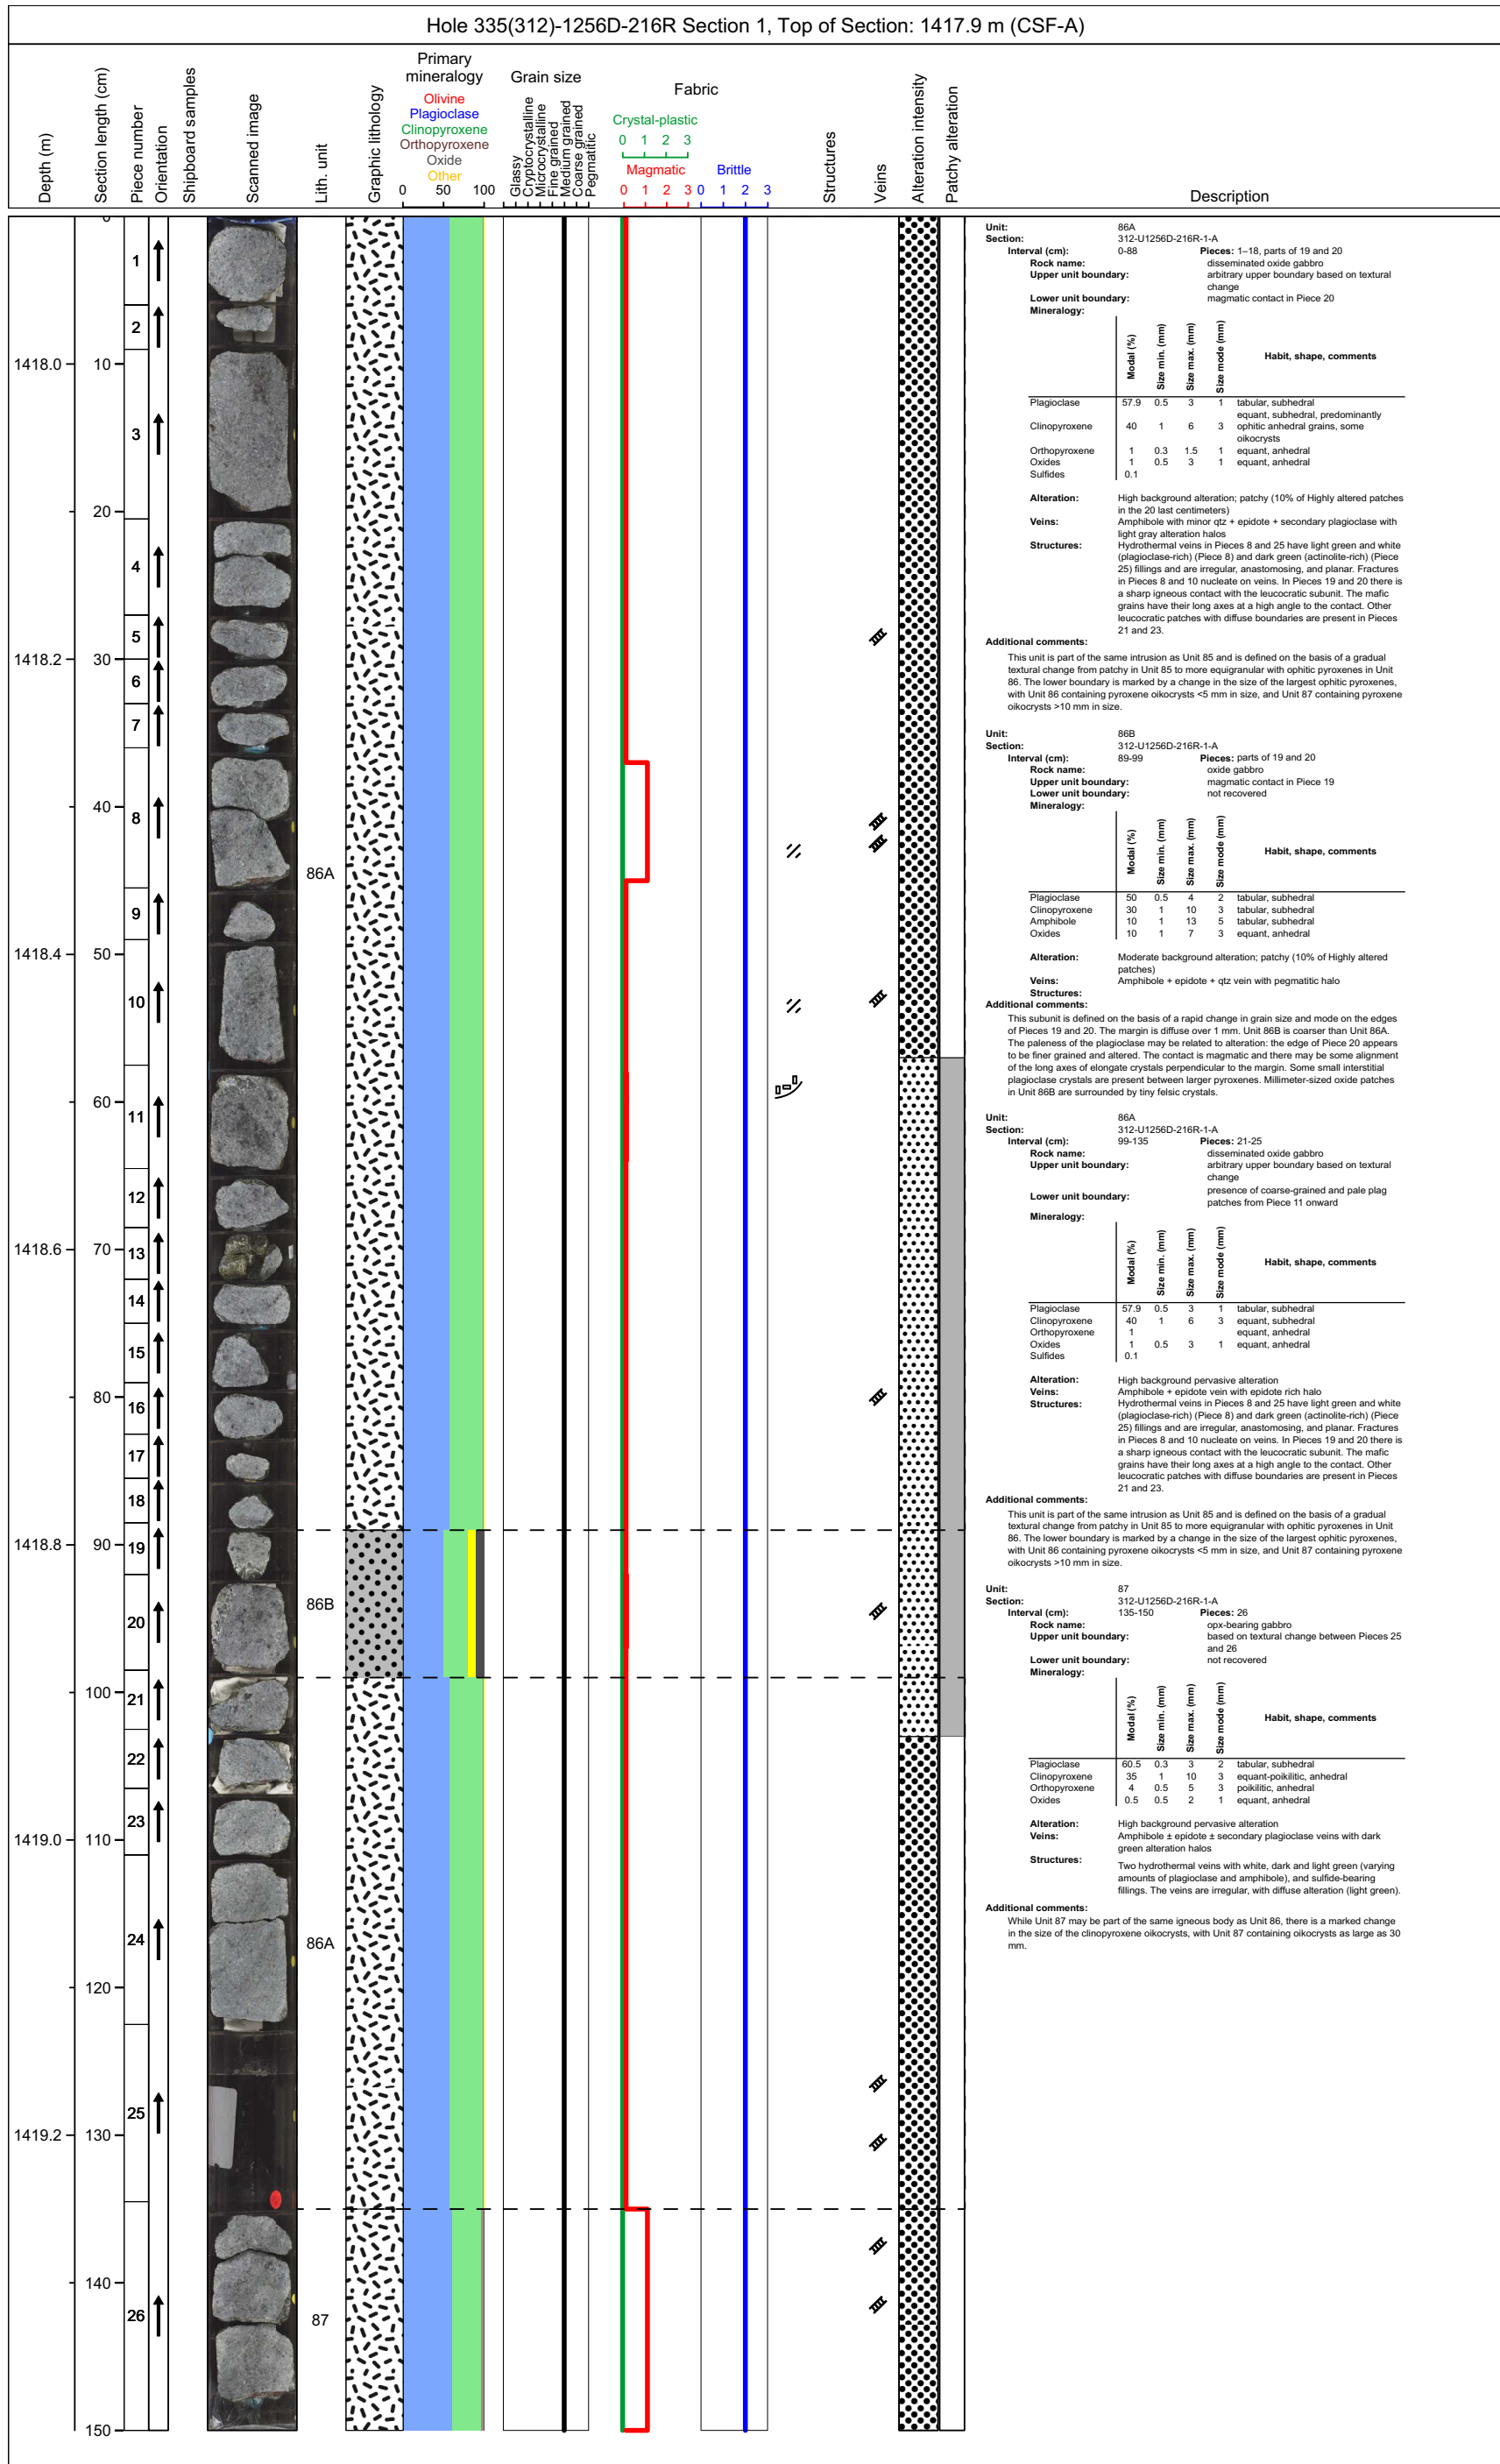 Hole 335(312)-1256D-216R Section 1, Top of Section: 1417.9 m (CSF-A)
Depth (m)
Section length (cm)
Piece number
Orientation
Shipboard samples
Scanned image
Lith. unit
Graphic lithology
Primary
mineralogy
Olivine
Plagioclase
Clinopyroxene
Orthopyroxene
Oxide
Other
0 50 100
Grain size
Glassy
Cryptocrystalline
Microcrystalline
Fine grained
Medium grained
Coarse grained
Pegmatitic
Fabric
Crystal-plastic
0 1 2 3
Magmatic
0 1 2 3
Brittle
0 1 2 3
Structures
Veins
Alteration intensity
Patchy alteration
Description
1418.0
1418.2
1418.4
1418.6
1418.8
1419.0
1419.2
0
10
20
30
40
50
60
70
80
90
100
110
120
130
140
150
1
2
3
4
5
6
7
8
9
10
11
12
13
14
15
16
17
18
19
20
21
22
23
24
25
26
86A
86B
86A
87
Unit: 86A
Section: 312-U1256D-216R-1-A
Interval (cm): 0-88 Pieces: 1–18, parts of 19 and 20
Rock name: disseminated oxide gabbro
Upper unit boundary: arbitrary upper boundary based on textural
change
Lower unit boundary: magmatic contact in Piece 20
Mineralogy:
Modal (%) Size min. (mm) Size max. (mm) Size mode (mm) Habit, shape, comments
Plagioclase 57.9 0.5 3 1 tabular, subhedral
equant, subhedral, predominantly
Clinopyroxene 40 1 6 3 ophitic anhedral grains, some
oikocrysts
Orthopyroxene 1 0.3 1.5 1 equant, anhedral
Oxides 1 0.5 3 1 equant, anhedral
Sulfides 0.1
Alteration: High background alteration; patchy (10% of Highly altered patches
in the 20 last centimeters)
Veins: Amphibole with minor qtz + epidote + secondary plagioclase with
light gray alteration halos
Structures: Hydrothermal veins in Pieces 8 and 25 have light green and white
(plagioclase-rich) (Piece 8) and dark green (actinolite-rich) (Piece
25) fillings and are irregular, anastomosing, and planar. Fractures
in Pieces 8 and 10 nucleate on veins. In Pieces 19 and 20 there is
a sharp igneous contact with the leucocratic subunit. The mafic
grains have their long axes at a high angle to the contact. Other
leucocratic patches with diffuse boundaries are present in Pieces
21 and 23.
Additional comments:
This unit is part of the same intrusion as Unit 85 and is defined on the basis of a gradual
textural change from patchy in Unit 85 to more equigranular with ophitic pyroxenes in Unit
86. The lower boundary is marked by a change in the size of the largest ophitic pyroxenes,
with Unit 86 containing pyroxene oikocrysts <5 mm in size, and Unit 87 containing pyroxene
oikocrysts >10 mm in size.
Unit: 86B
Section: 312-U1256D-216R-1-A
Interval (cm): 89-99 Pieces: parts of 19 and 20
Rock name: oxide gabbro
Upper unit boundary: magmatic contact in Piece 19
Lower unit boundary: not recovered
Mineralogy:
Modal (%) Size min. (mm) Size max. (mm) Size mode (mm) Habit, shape, comments
Plagioclase 50 0.5 4 2 tabular, subhedral
Clinopyroxene 30 1 10 3 tabular, subhedral
Amphibole 10 1 13 5 tabular, subhedral
Oxides 10 1 7 3 equant, anhedral
Alteration: Moderate background alteration; patchy (10% of Highly altered
patches)
Veins: Amphibole + epidote + qtz vein with pegmatitic halo
Structures:
Additional comments:
This subunit is defined on the basis of a rapid change in grain size and mode on the edges
of Pieces 19 and 20. The margin is diffuse over 1 mm. Unit 86B is coarser than Unit 86A.
The paleness of the plagioclase may be related to alteration: the edge of Piece 20 appears
to be finer grained and altered. The contact is magmatic and there may be some alignment
of the long axes of elongate crystals perpendicular to the margin. Some small interstitial
plagioclase crystals are present between larger pyroxenes. Millimeter-sized oxide patches
in Unit 86B are surrounded by tiny felsic crystals.
Unit: 86A
Section: 312-U1256D-216R-1-A
Interval (cm): 99-135 Pieces: 21-25
Rock name: disseminated oxide gabbro
Upper unit boundary: arbitrary upper boundary based on textural
change
Lower unit boundary: presence of coarse-grained and pale plag
patches from Piece 11 onward
Mineralogy:
Modal (%) Size min. (mm) Size max. (mm) Size mode (mm) Habit, shape, comments
Plagioclase 57.9 0.5 3 1 tabular, subhedral
Clinopyroxene 40 1 6 3 equant, subhedral
Orthopyroxene 1 equant, anhedral
Oxides 1 0.5 3 1 equant, anhedral
Sulfides 0.1
Alteration: High background pervasive alteration
Veins: Amphibole + epidote vein with epidote rich halo
Structures: Hydrothermal veins in Pieces 8 and 25 have light green and white
(plagioclase-rich) (Piece 8) and dark green (actinolite-rich) (Piece
25) fillings and are irregular, anastomosing, and planar. Fractures
in Pieces 8 and 10 nucleate on veins. In Pieces 19 and 20 there is
a sharp igneous contact with the leucocratic subunit. The mafic
grains have their long axes at a high angle to the contact. Other
leucocratic patches with diffuse boundaries are present in Pieces
21 and 23.
Additional comments:
This unit is part of the same intrusion as Unit 85 and is defined on the basis of a gradual
textural change from patchy in Unit 85 to more equigranular with ophitic pyroxenes in Unit
86. The lower boundary is marked by a change in the size of the largest ophitic pyroxenes,
with Unit 86 containing pyroxene oikocrysts <5 mm in size, and Unit 87 containing pyroxene
oikocrysts >10 mm in size.
Unit: 87
Section: 312-U1256D-216R-1-A
Interval (cm): 135-150 Pieces: 26
Rock name: opx-bearing gabbro
Upper unit boundary: based on textural change between Pieces 25
and 26
Lower unit boundary: not recovered
Mineralogy:
Modal (%) Size min. (mm) Size max. (mm) Size mode (mm) Habit, shape, comments
Plagioclase 60.5 0.3 3 2 tabular, subhedral
Clinopyroxene 35 1 10 3 equant-poikilitic, anhedral
Orthopyroxene 4 0.5 5 3 poikilitic, anhedral
Oxides 0.5 0.5 2 1 equant, anhedral
Alteration: High background pervasive alteration
Veins: Amphibole ± epidote ± secondary plagioclase veins with dark
green alteration halos
Structures: Two hydrothermal veins with white, dark and light green (varying
amounts of plagioclase and amphibole), and sulfide-bearing
fillings. The veins are irregular, with diffuse alteration (light green).
Additional comments:
While Unit 87 may be part of the same igneous body as Unit 86, there is a marked change
in the size of the clinopyroxene oikocrysts, with Unit 87 containing oikocrysts as large as 30
mm.